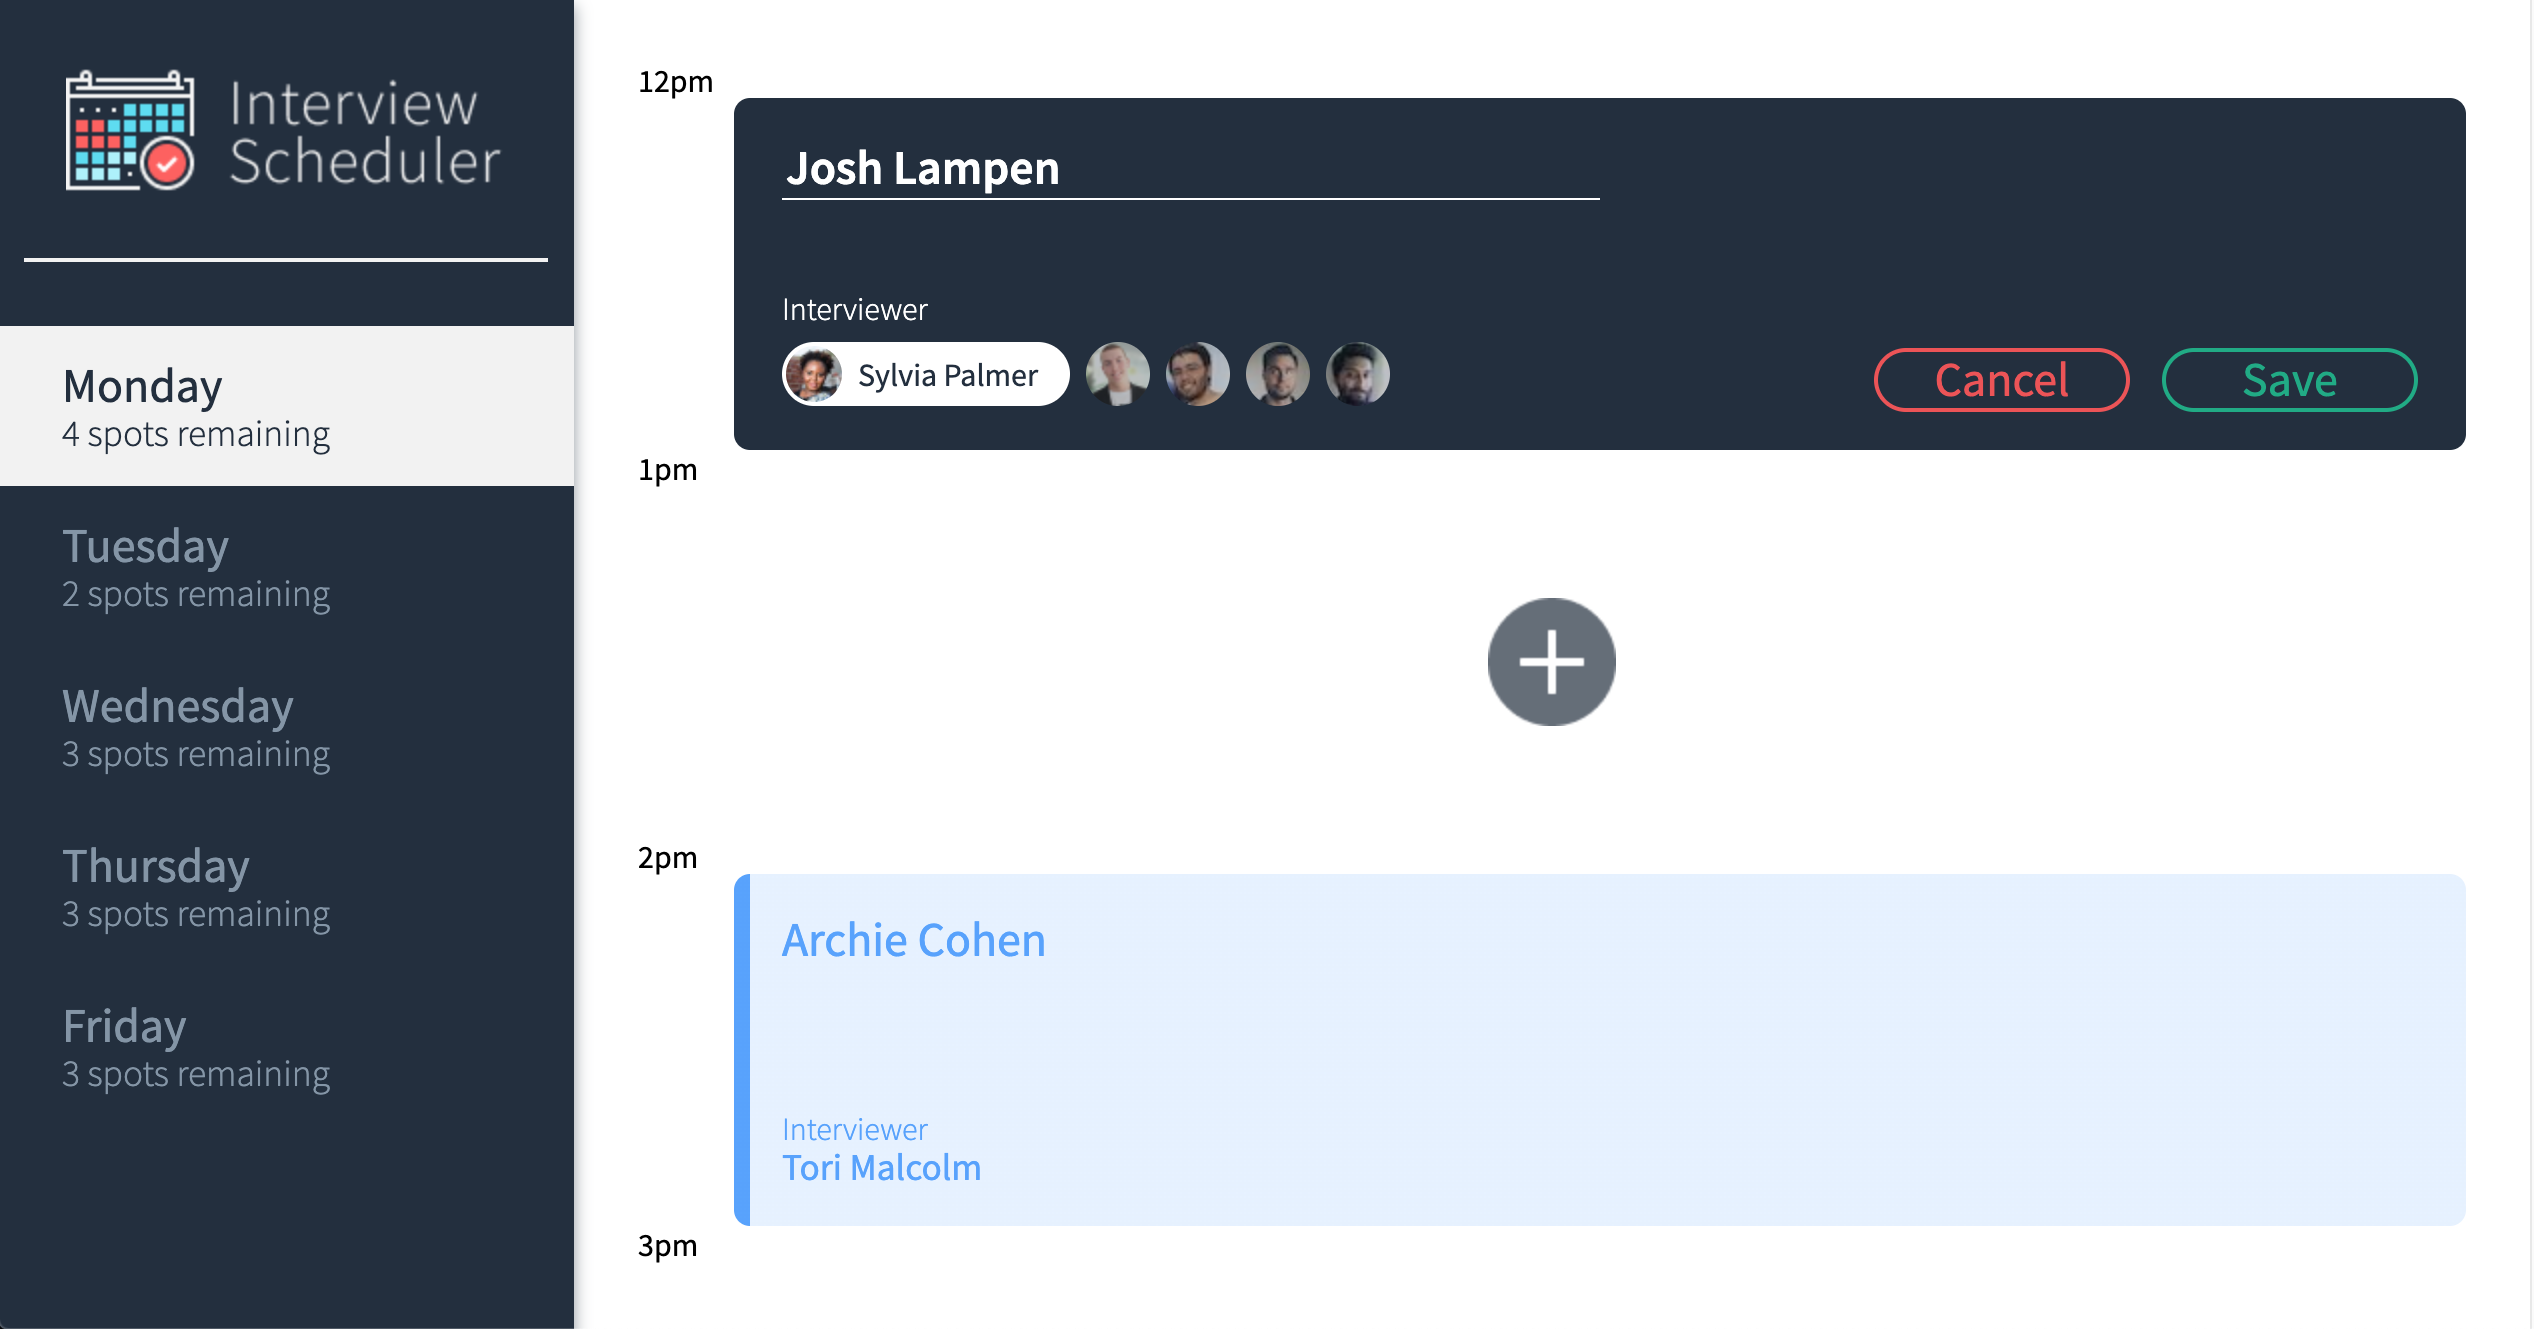 Interview
Scheduler
Monday
4 spots remaining
Tuesday
2 spots remaining
Wednesday
3 spots remaining
Thursday
3 spots remaining
Friday
3 spots remaining
12pm
Josh Lampen
Interviewer
Sylvia Palmer
Cancel
Save
1pm
2pm
Archie Cohen
Interviewer
Tori Malcolm
3pm